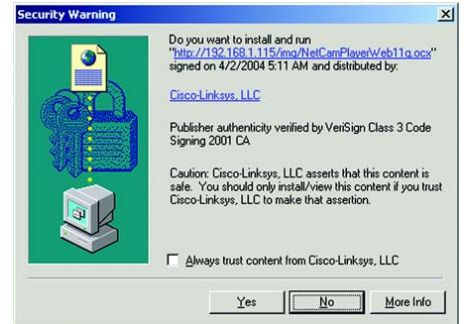 Security Warning
Do you want to install and run
"http://192.168.1.115/img/NetCamPlayerWeb11g.ocx"
signed on 4/2/2004 5:11 AM and distributed by:
Cisco-Linksys, LLC
Publisher authenticity verified by VeriSign Class 3 Code
Signing 2001 CA
Caution: Cisco-Linksys, LLC asserts that this content is
safe. You should only install/view this content if you trust
Cisco-Linksys, LLC to make that assertion.
Always trust content from Cisco-Linksys, LLC
Yes No More Info